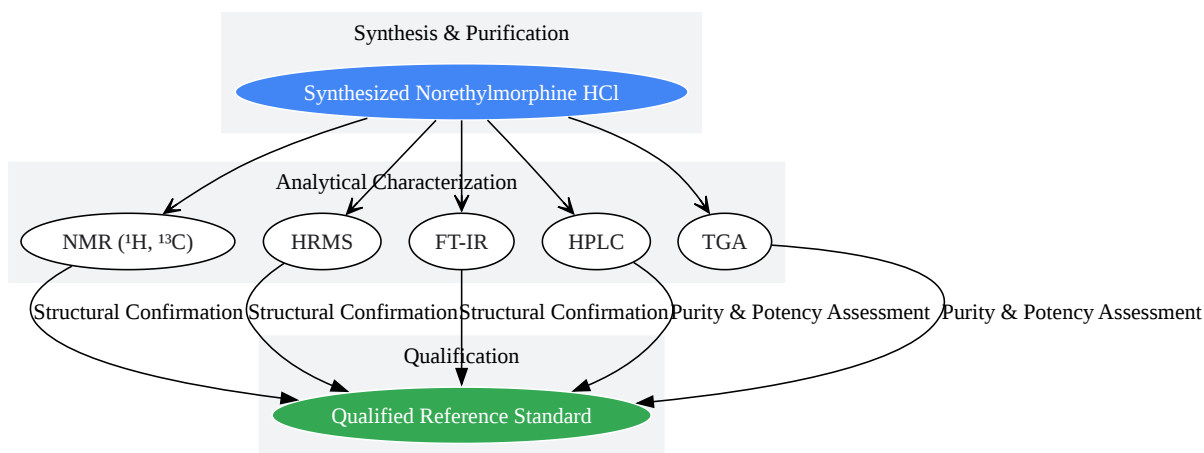 Synthesis & Purification
Synthesized Norethylmorphine HCl
Analytical Characterization
NMR (¹H, ¹³C)
HRMS
FT-IR
HPLC
TGA
Structural Confirmation
Structural Confirmation
Structural Confirmation
Purity & Potency Assessment
Purity & Potency Assessment
Qualification
Qualified Reference Standard